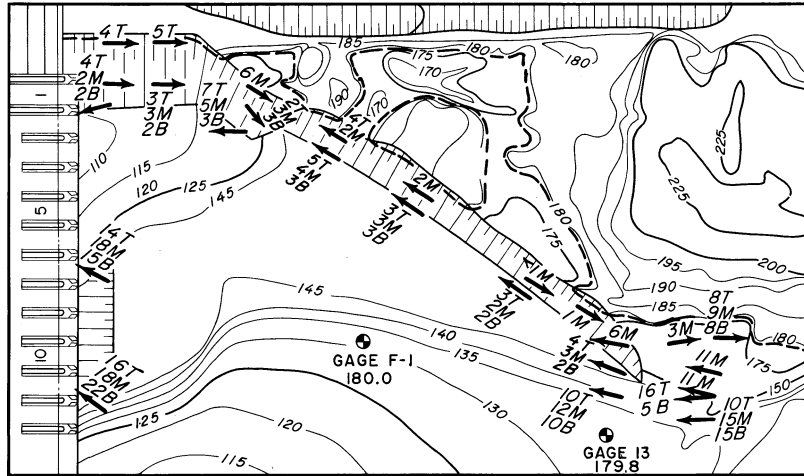 4T 5T
4T
2M
2B
3T
3M
2B
7T
5M
3B
6M
2M
3B
4T
2M
5T
4M
3B
2M
3T
3M
3B
1M
3T
2M
2B
1M
4T
3M
2B
6M
3M
8T
9M
8B
11M
11M
16T
5B
10T
15M
15B
10T
12M
10B
14T
18M
15B
16T
18M
22B
1
5
10
110
115
120
125
145
185
175
180
170
180
190
170
180
175
225
225
200
195
190
185
180
175
150
145
140
135
130
125
120
115
GAGE F-1
180.0
GAGE 13
179.8